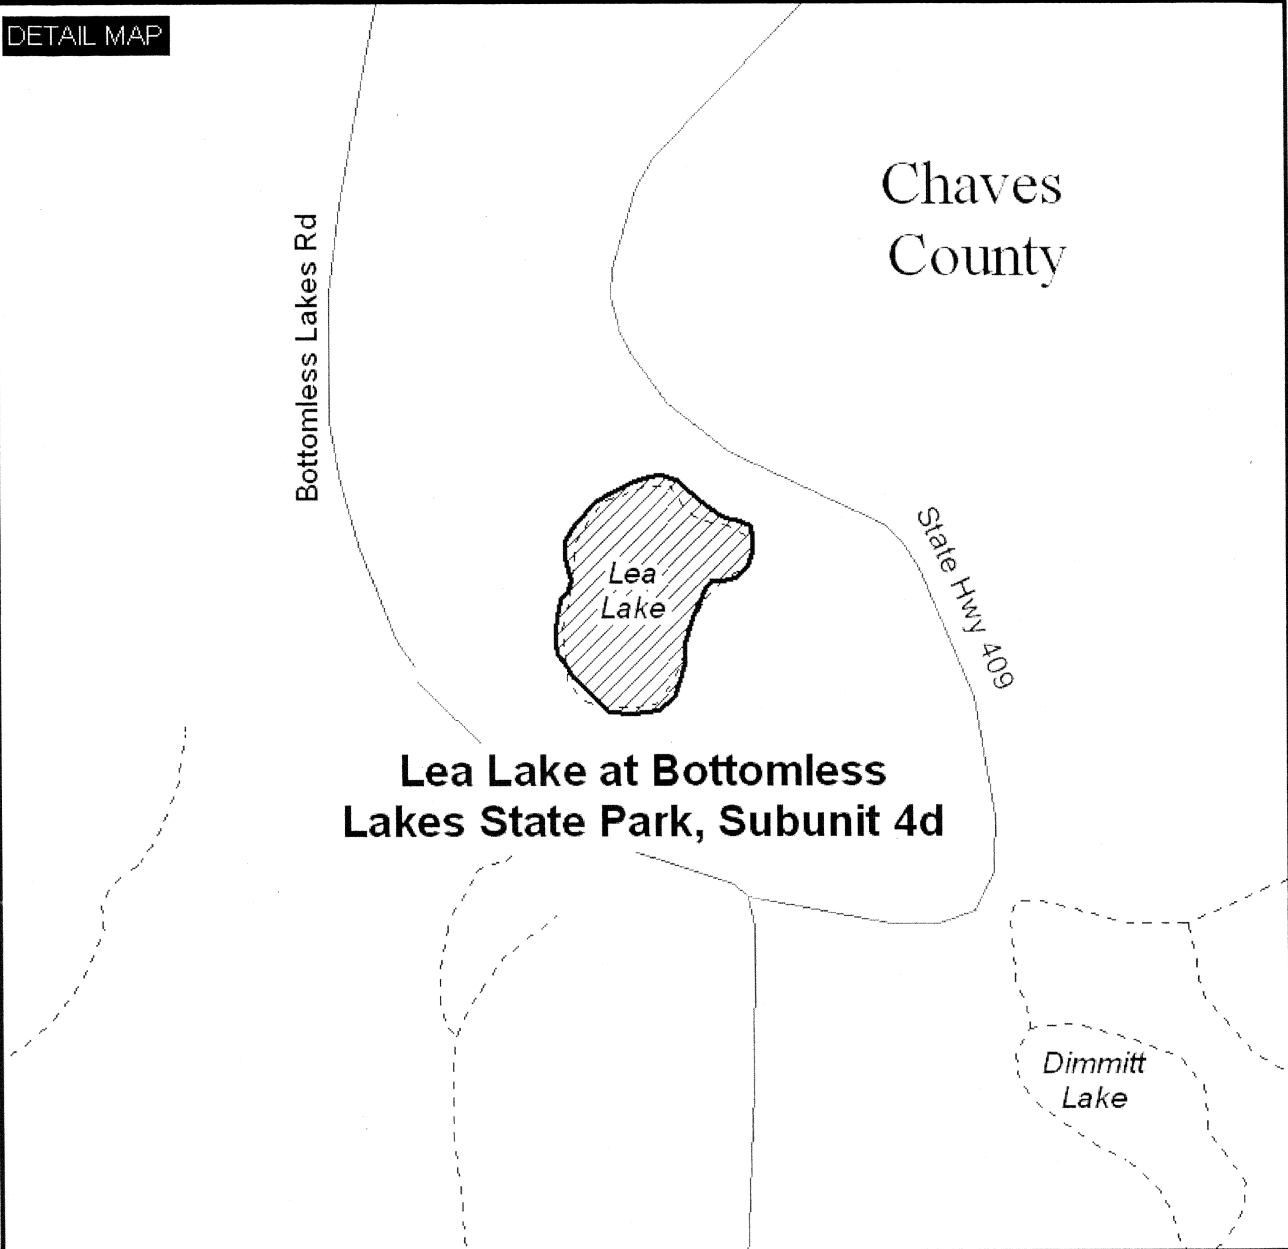 DETAIL MAP
Chaves
County
Bottomless Lakes Rd
State Hwy 409
Lea
Lake
Lea Lake at Bottomless
Lakes State Park, Subunit 4d
Dimmitt
Lake